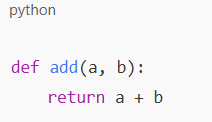 python
def add(a, b):
    return a + b